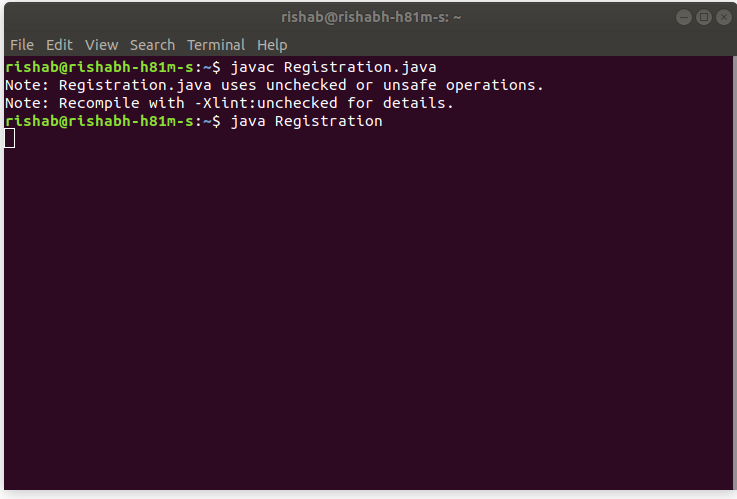 rishab@rishabh-h81m-s: ~
File Edit View Search Terminal Help
rishab@rishabh-h81m-s:~$ javac Registration.java
Note: Registration.java uses unchecked or unsafe operations.
Note: Recompile with -Xlint:unchecked for details.
rishab@rishabh-h81m-s:~$ java Registration